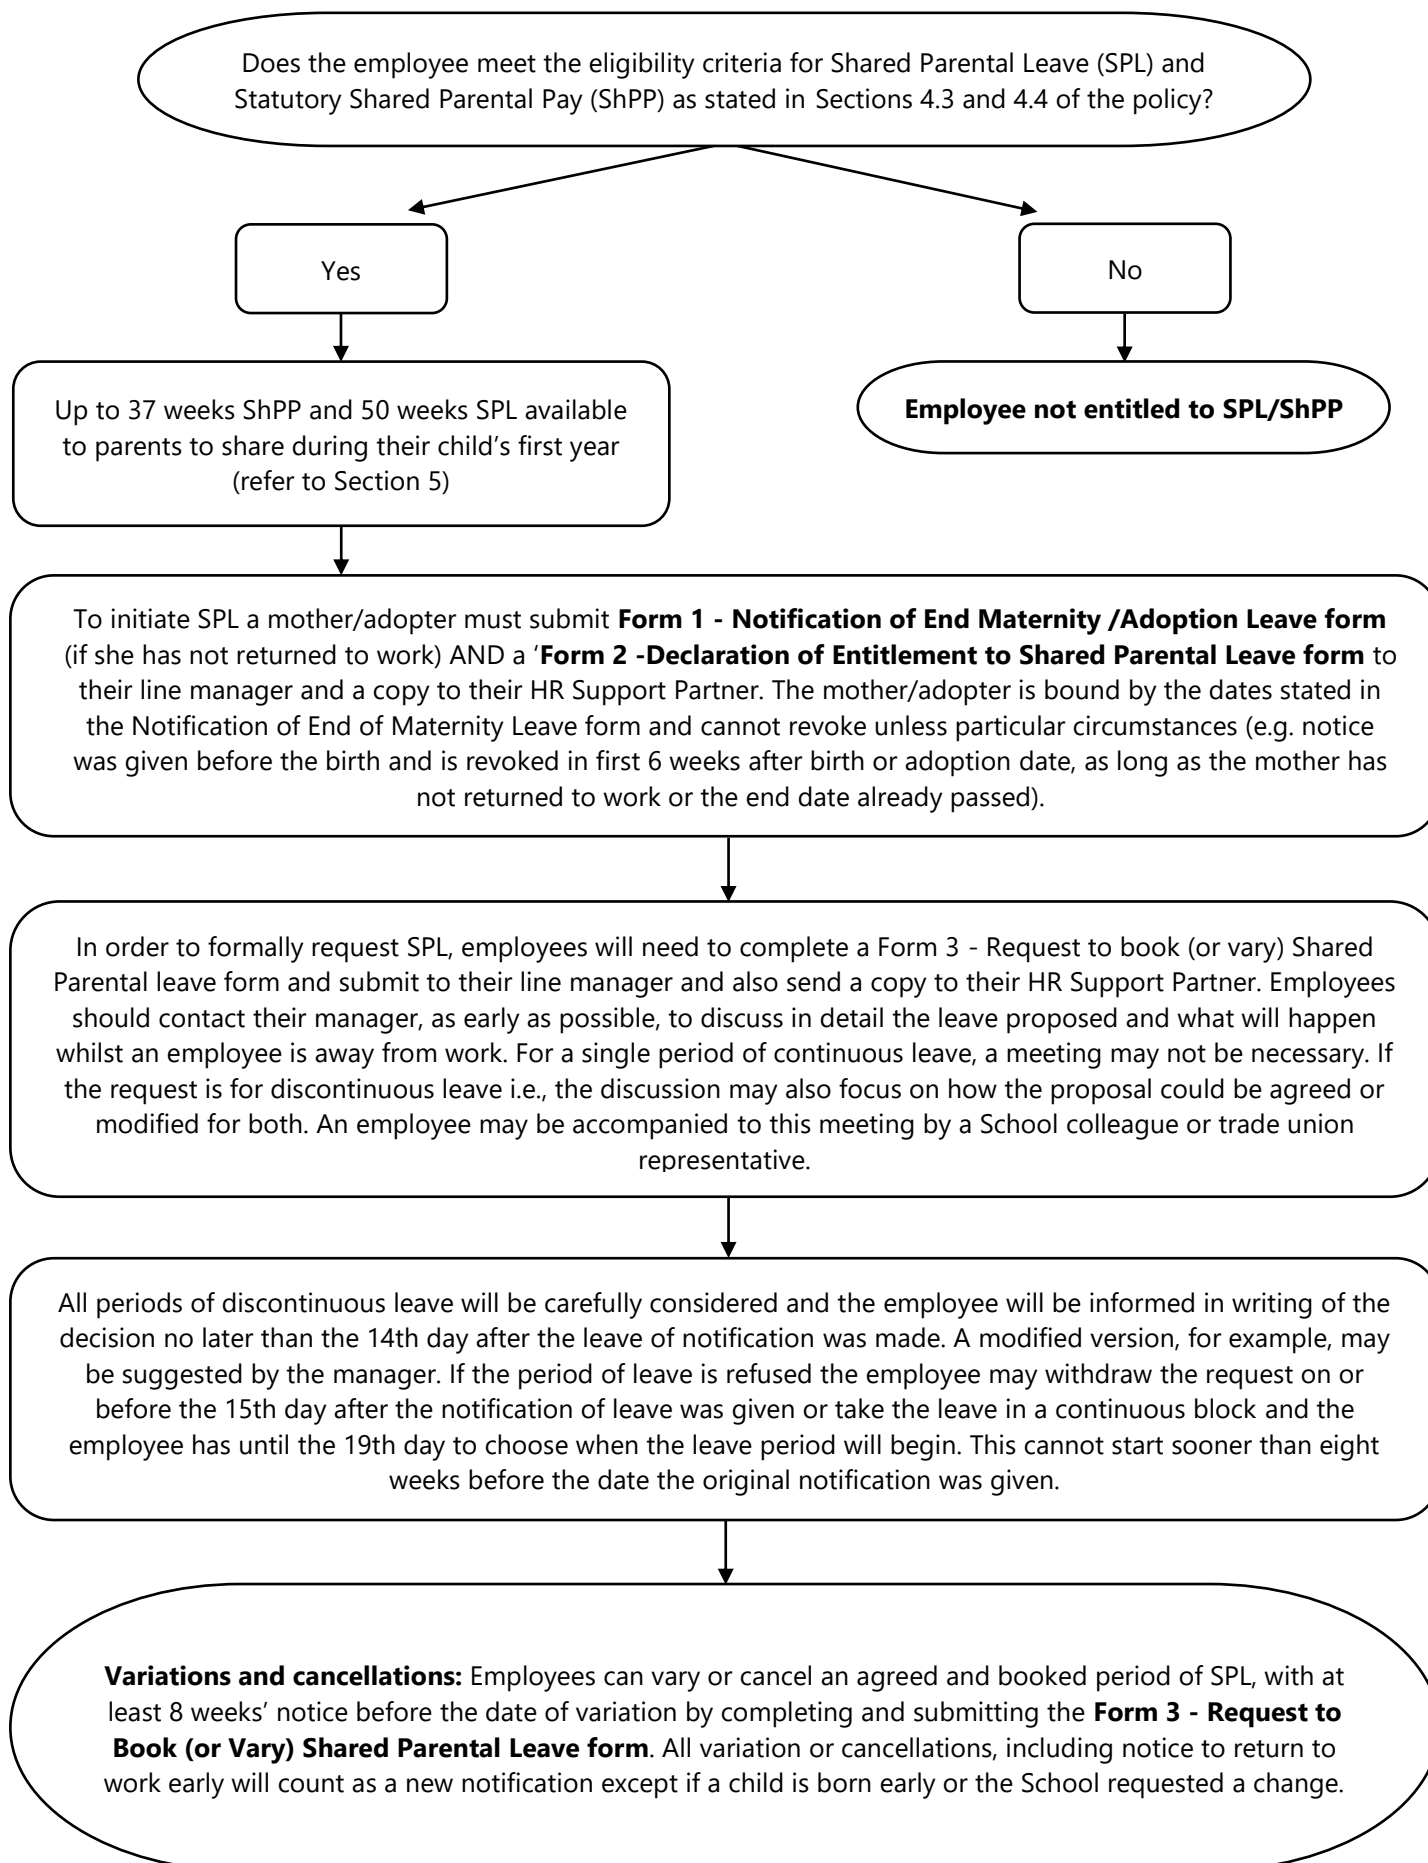 Does the employee meet the eligibility criteria for Shared Parental Leave (SPL) and
Statutory Shared Parental Pay (ShPP) as stated in Sections 4.3 and 4.4 of the policy?
Yes
No
Up to 37 weeks ShPP and 50 weeks SPL available
to parents to share during their child’s first year
(refer to Section 5)
Employee not entitled to SPL/ShPP
To initiate SPL a mother/adopter must submit Form 1 - Notification of End Maternity /Adoption Leave form
(if she has not returned to work) AND a ‘Form 2 -Declaration of Entitlement to Shared Parental Leave form to
their line manager and a copy to their HR Support Partner. The mother/adopter is bound by the dates stated in
the Notification of End of Maternity Leave form and cannot revoke unless particular circumstances (e.g. notice
was given before the birth and is revoked in first 6 weeks after birth or adoption date, as long as the mother has
not returned to work or the end date already passed).
In order to formally request SPL, employees will need to complete a Form 3 - Request to book (or vary) Shared
Parental leave form and submit to their line manager and also send a copy to their HR Support Partner. Employees
should contact their manager, as early as possible, to discuss in detail the leave proposed and what will happen
whilst an employee is away from work. For a single period of continuous leave, a meeting may not be necessary. If
the request is for discontinuous leave i.e., the discussion may also focus on how the proposal could be agreed or
modified for both. An employee may be accompanied to this meeting by a School colleague or trade union
representative.
All periods of discontinuous leave will be carefully considered and the employee will be informed in writing of the
decision no later than the 14th day after the leave of notification was made. A modified version, for example, may
be suggested by the manager. If the period of leave is refused the employee may withdraw the request on or
before the 15th day after the notification of leave was given or take the leave in a continuous block and the
employee has until the 19th day to choose when the leave period will begin. This cannot start sooner than eight
weeks before the date the original notification was given.
Variations and cancellations: Employees can vary or cancel an agreed and booked period of SPL, with at
least 8 weeks’ notice before the date of variation by completing and submitting the Form 3 - Request to
Book (or Vary) Shared Parental Leave form. All variation or cancellations, including notice to return to
work early will count as a new notification except if a child is born early or the School requested a change.